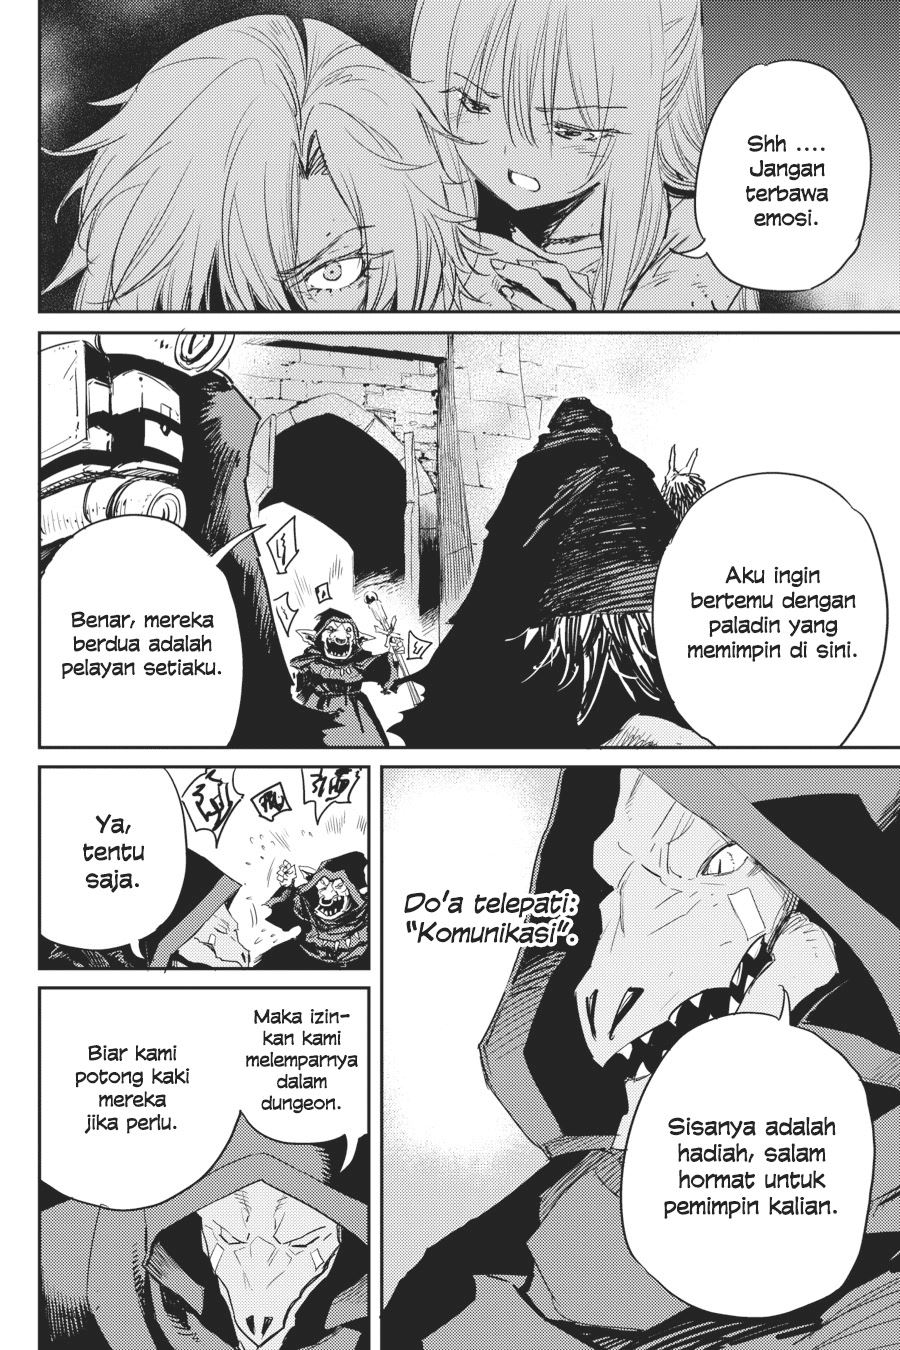 Shh ....
Jangan
terbawa
emosi.
Aku ingin
bertemu dengan
paladin yang
memimpin di sini.
Benar, mereka
berdua adalah
pelayan setiaku.
Do'a telepati:
"Komunikasi".
Sisanya adalah
hadiah, salam
hormat untuk
pemimpin kalian.
Ya,
tentu
saja.
Maka izin-
kan kami
melemparnya
dalam
dungeon.
Biar kami
potong kaki
mereka
jika perlu.